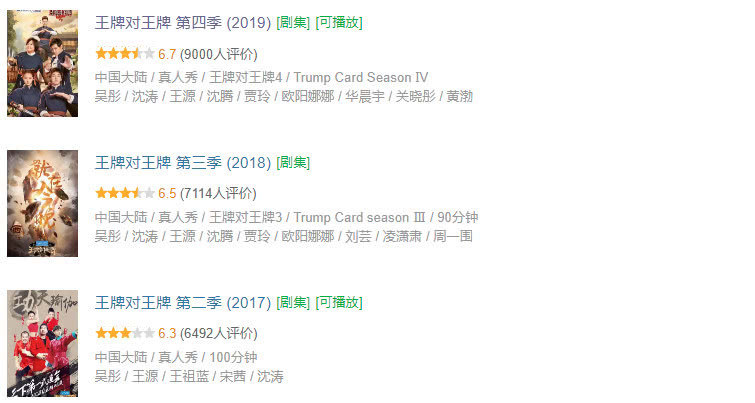 王牌对王牌 第四季 (2019) [剧集] [可播放]
6.7 (9000人评价)
中国大陆 / 真人秀 / 王牌对王牌4 / Trump Card Season Ⅳ
吴彤 / 沈涛 / 王源 / 沈腾 / 贾玲 / 欧阳娜娜 / 华晨宇 / 关晓彤 / 黄渤
王牌对王牌 第三季 (2018) [剧集]
6.5 (7114人评价)
中国大陆 / 真人秀 / 王牌对王牌3 / Trump Card season Ⅲ / 90分钟
吴彤 / 沈涛 / 王源 / 沈腾 / 贾玲 / 欧阳娜娜 / 刘芸 / 凌潇肃 / 周一围
王牌对王牌 第二季 (2017) [剧集] [可播放]
6.3 (6492人评价)
中国大陆 / 真人秀 / 100分钟
吴彤 / 王源 / 王祖蓝 / 宋茜 / 沈涛